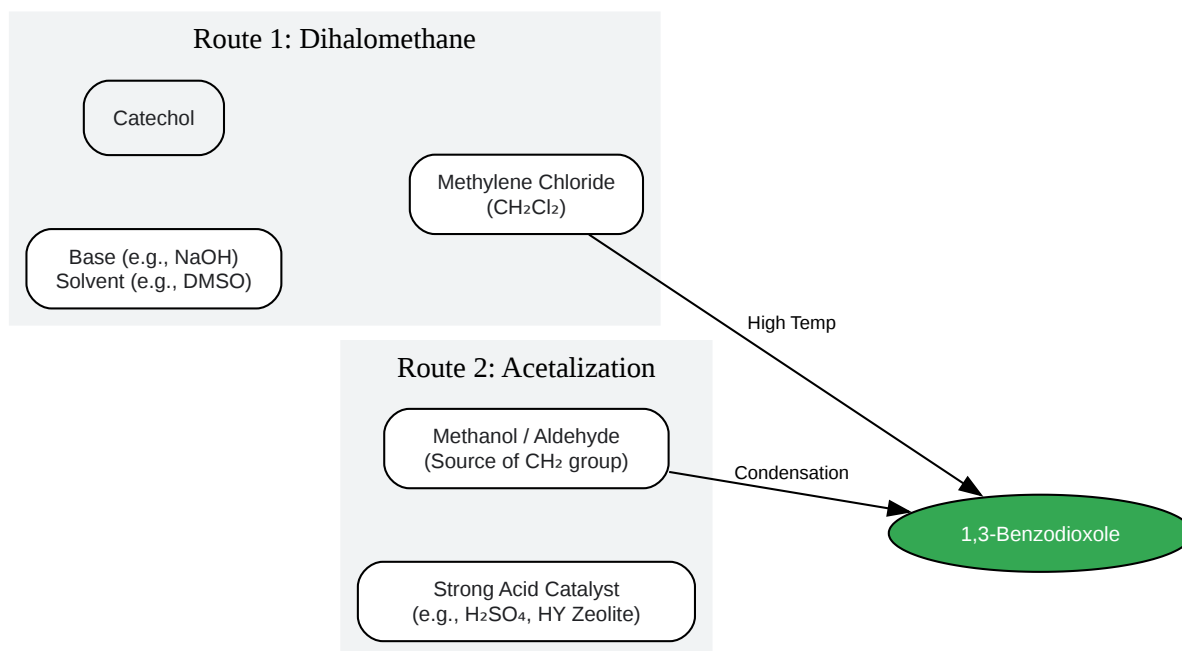 Route 1: Dihalomethane
Catechol
Methylene Chloride
(CH₂Cl₂)
Base (e.g., NaOH)
Solvent (e.g., DMSO)
High Temp
Route 2: Acetalization
Methanol / Aldehyde
(Source of CH₂ group)
Condensation
1,3-Benzodioxole
Strong Acid Catalyst
(e.g., H₂SO₄, HY Zeolite)